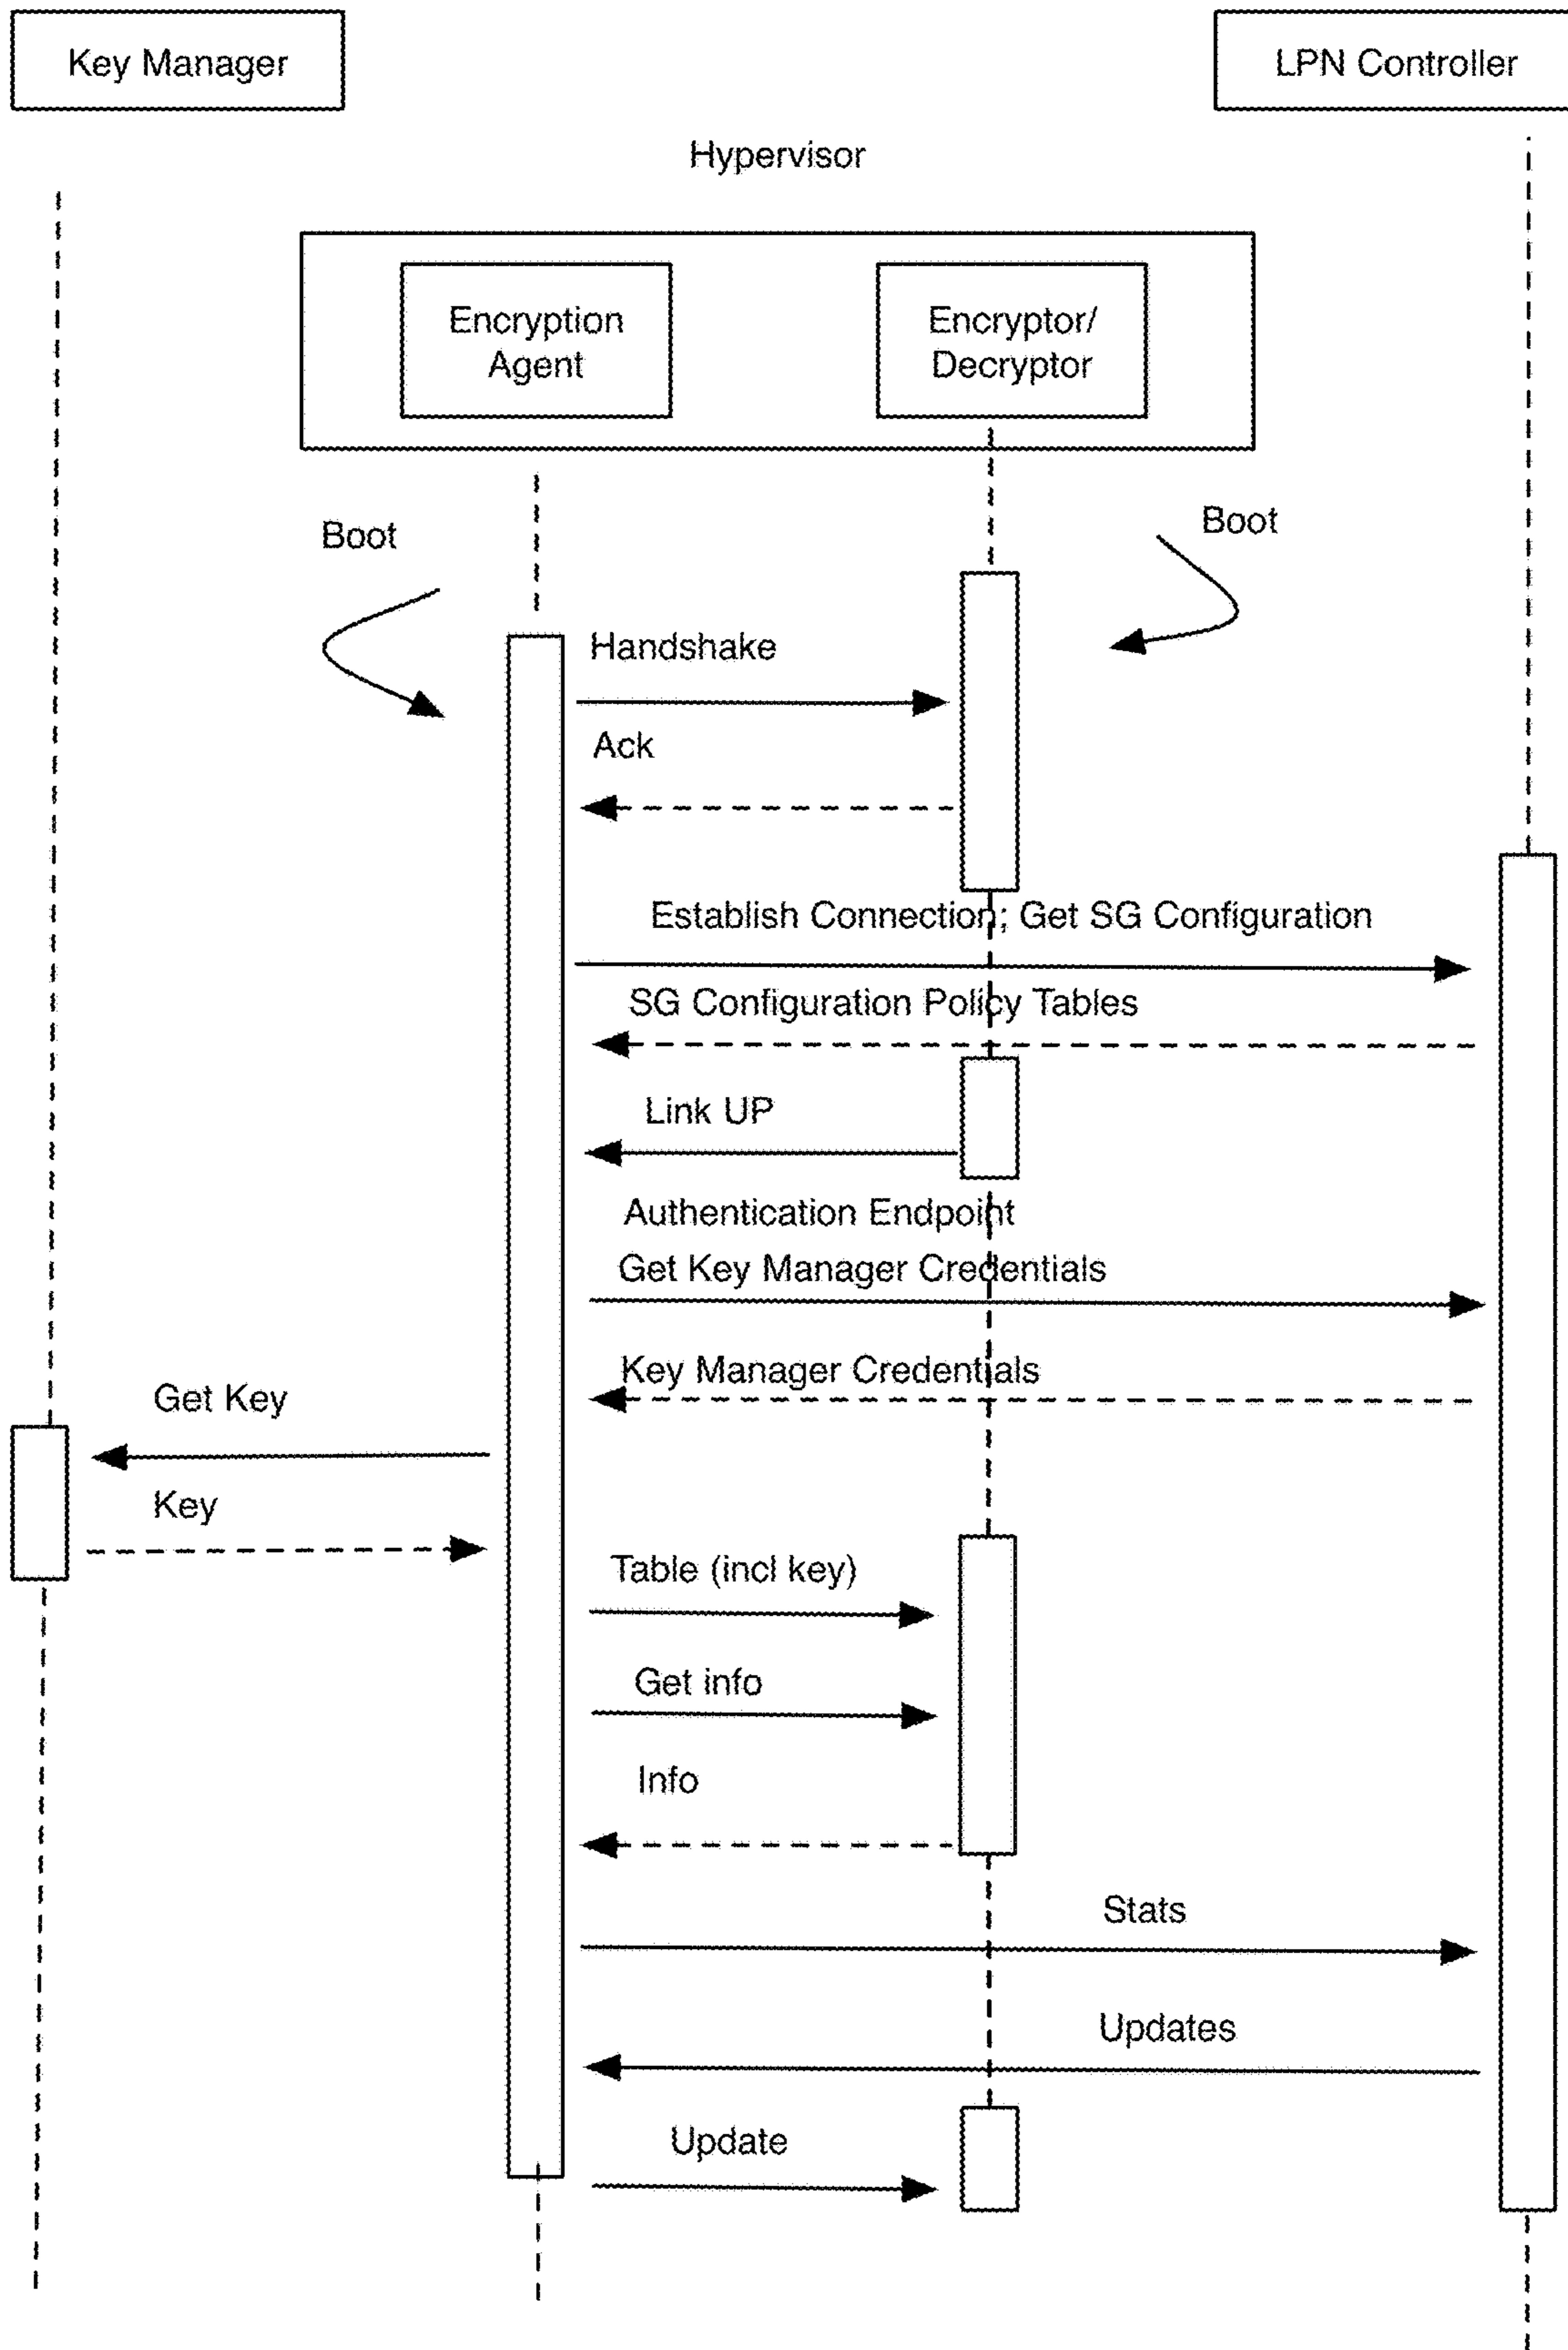 Key Manager
LPN Controller
Hypervisor
Encryption
Agent
Encryptor/
Decryptor
Boot
Boot
Handshake
Ack
Establish Connection; Get SG Configuration
SG Configuration Policy Tables
Link UP
Authentication Endpoint
Get Key Manager Credentials
Key Manager Credentials
Get Key
Key
Table (incl key)
Get info
Info
Stats
Updates
Update